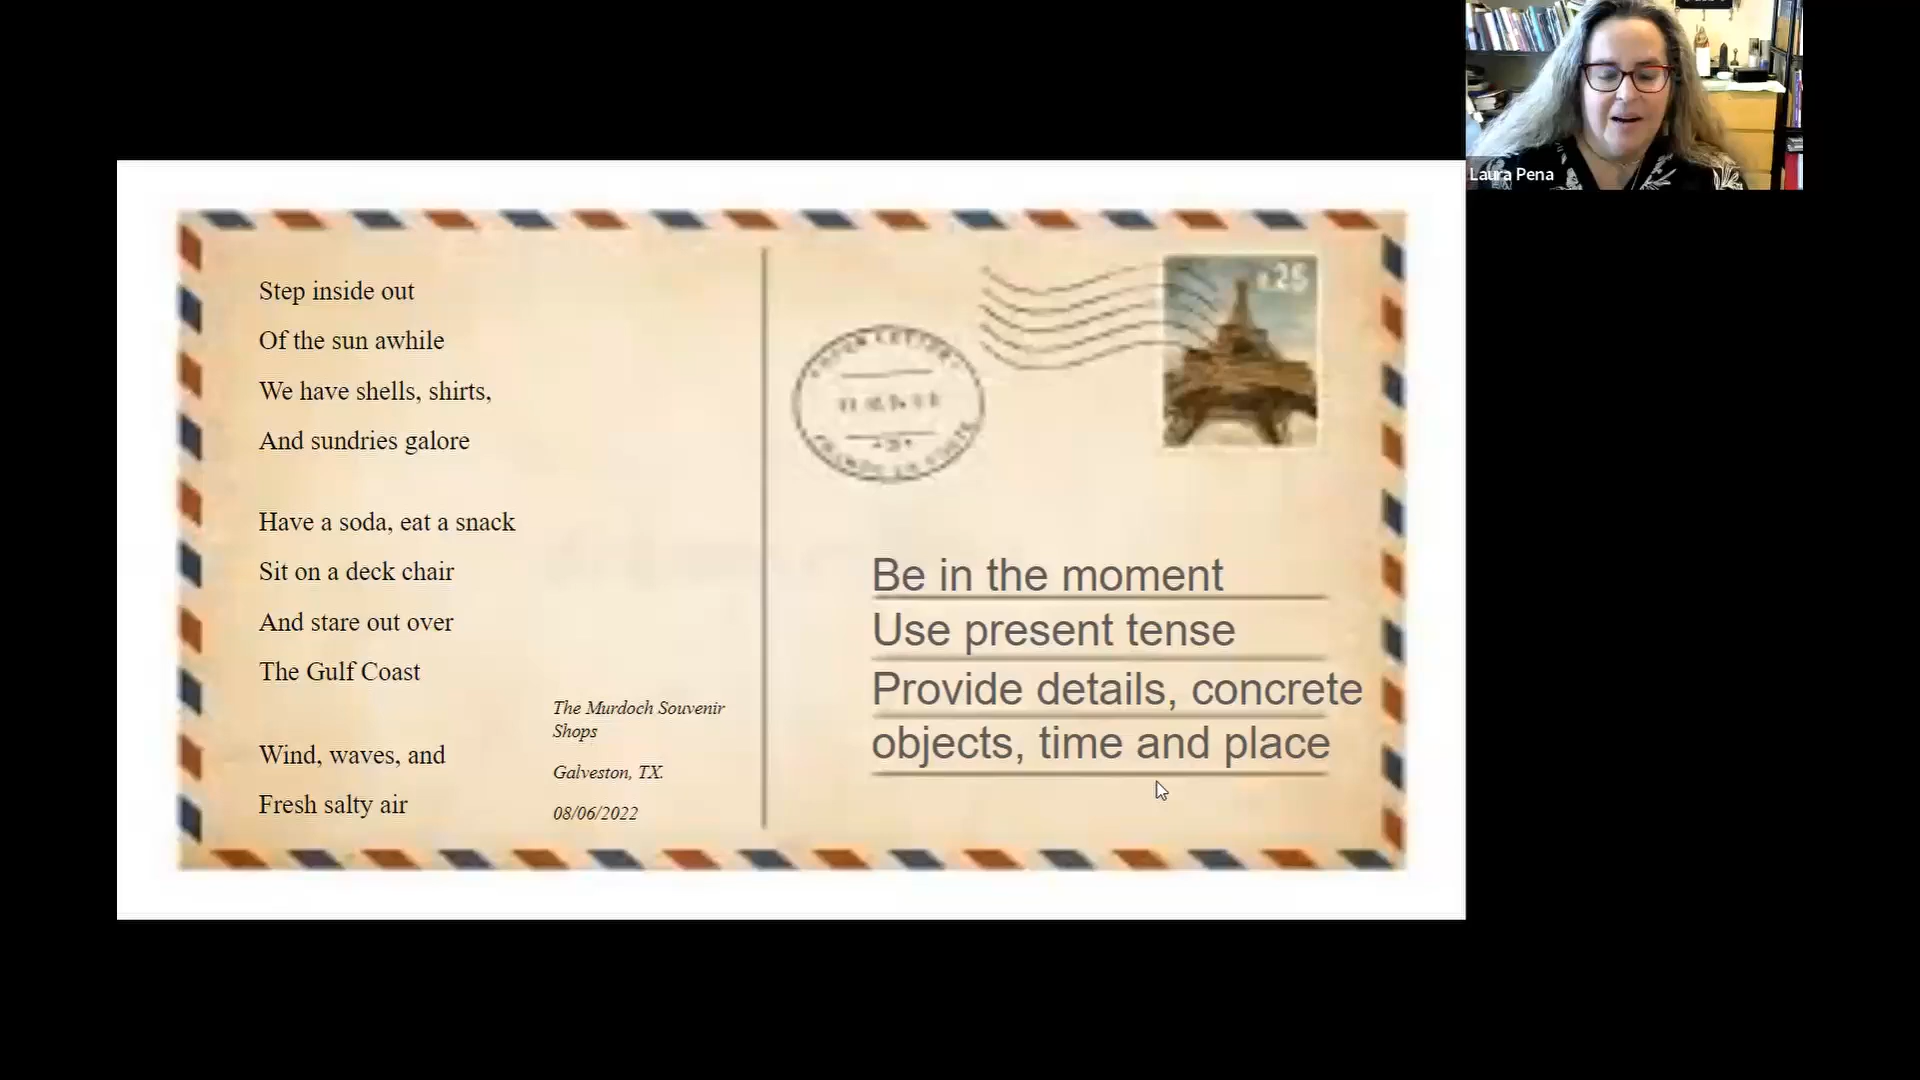 Laura Pena
Step inside out
Of the sun awhile
We have shells, shirts,
And sundries galore
Have a soda, eat a snack
Sit on a deck chair
And stare out over
The Gulf Coast
Wind, waves, and
Fresh salty air
The Murdoch Souvenir
Shops
Galveston, TX.
08/06/2022
Be in the moment
Use present tense
Provide details, concrete
objects, time and place